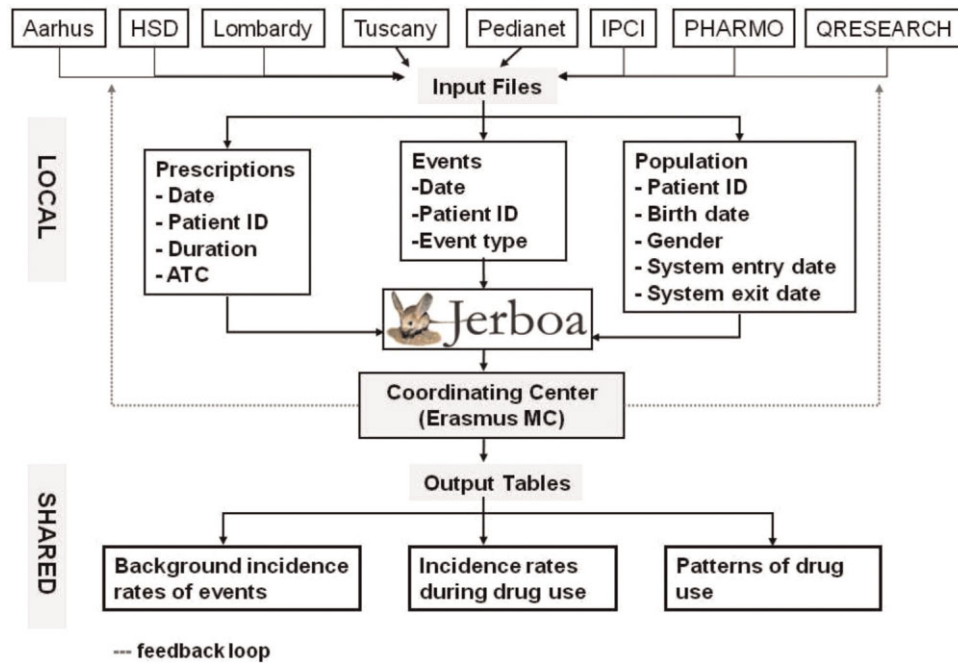 Aarhus
HSD
Lombardy
Tuscany
Pedianet
IPCI
PHARMO
QRESEARCH
Input Files
LOCAL
Prescriptions
- Date
- Patient ID
- Duration
- ATC
Events
-Date
-Patient ID
-Event type
Population
- Patient ID
- Birth date
- Gender
- System entry date
- System exit date
Jerboa
Coordinating Center
(Erasmus MC)
SHARED
Output Tables
Background incidence
rates of events
Incidence rates
during drug use
Patterns of drug
use
--- feedback loop